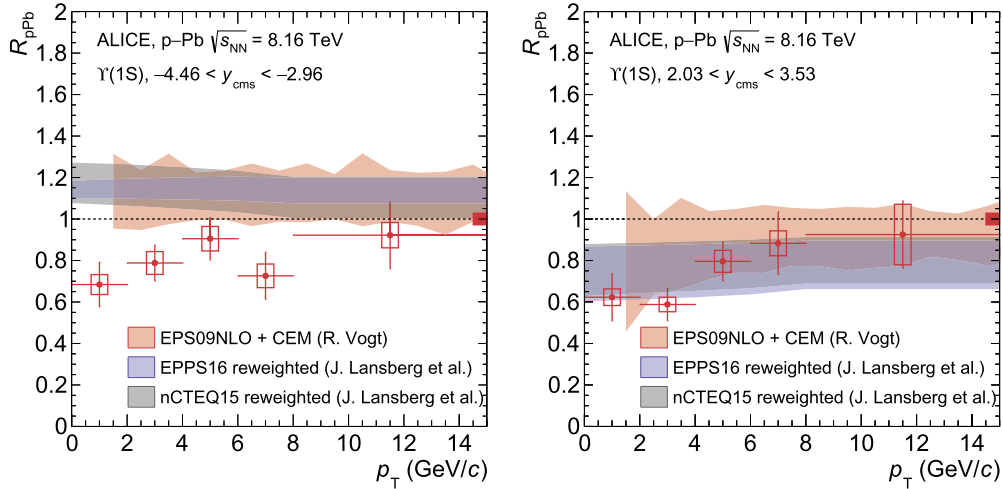 R_pPb
2
1.8
1.6
1.4
1.2
1
0.8
0.6
0.4
0.2
0
ALICE, p–Pb √s_NN = 8.16 TeV
ϒ(1S), –4.46 < y_cms < –2.96
EPS09NLO + CEM (R. Vogt)
EPPS16 reweighted (J. Lansberg et al.)
nCTEQ15 reweighted (J. Lansberg et al.)
0 2 4 6 8 10 12 14
p_T (GeV/c)
R_pPb
2
1.8
1.6
1.4
1.2
1
0.8
0.6
0.4
0.2
0
ALICE, p–Pb √s_NN = 8.16 TeV
ϒ(1S), 2.03 < y_cms < 3.53
EPS09NLO + CEM (R. Vogt)
EPPS16 reweighted (J. Lansberg et al.)
nCTEQ15 reweighted (J. Lansberg et al.)
0 2 4 6 8 10 12 14
p_T (GeV/c)